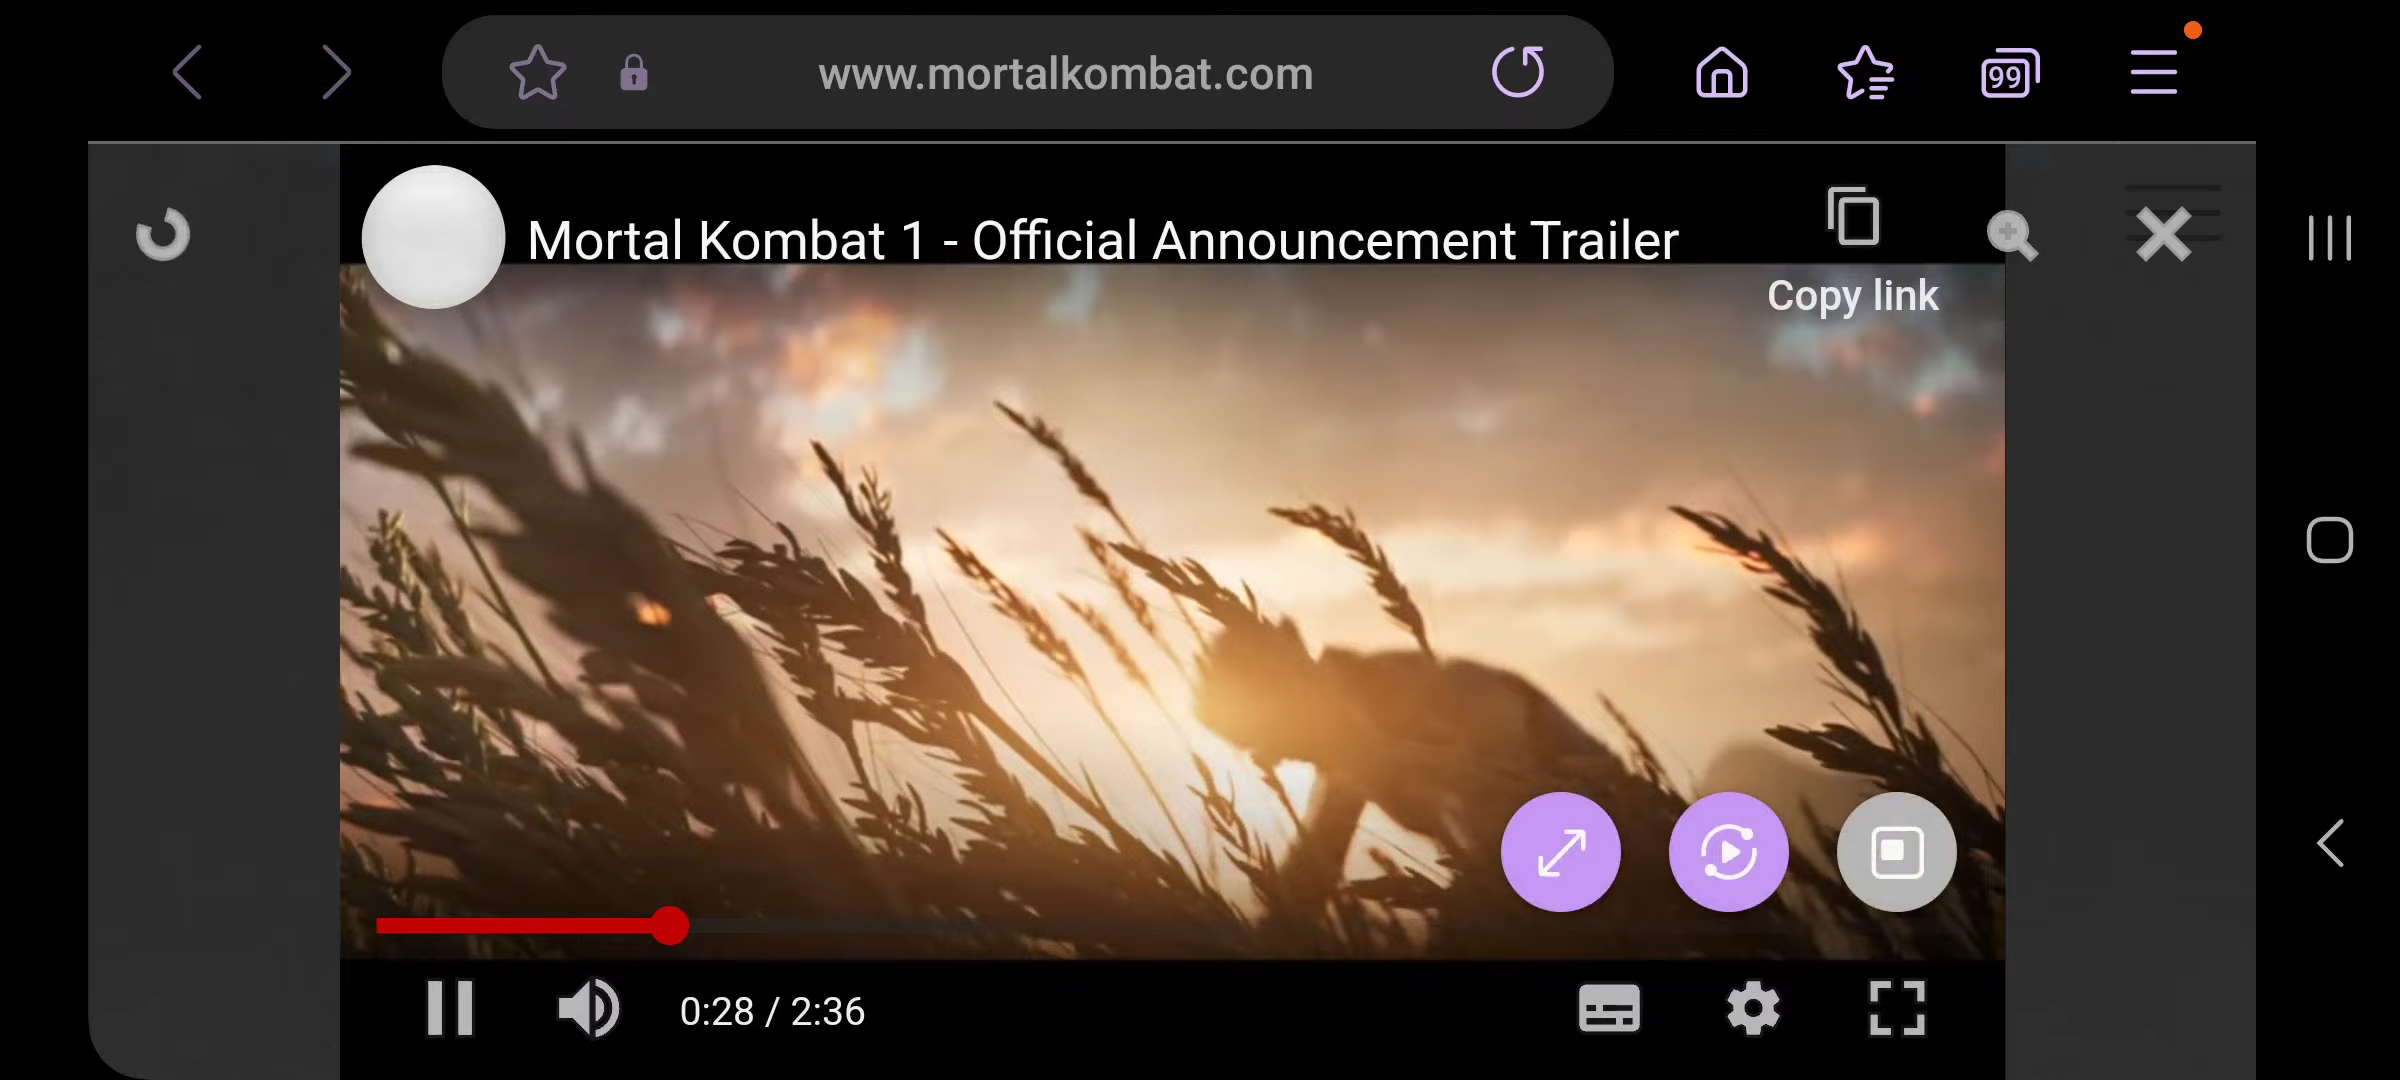 www.mortalkombat.com
99
Mortal Kombat 1 - Official Announcement Trailer
Copy link
0:28 / 2:36